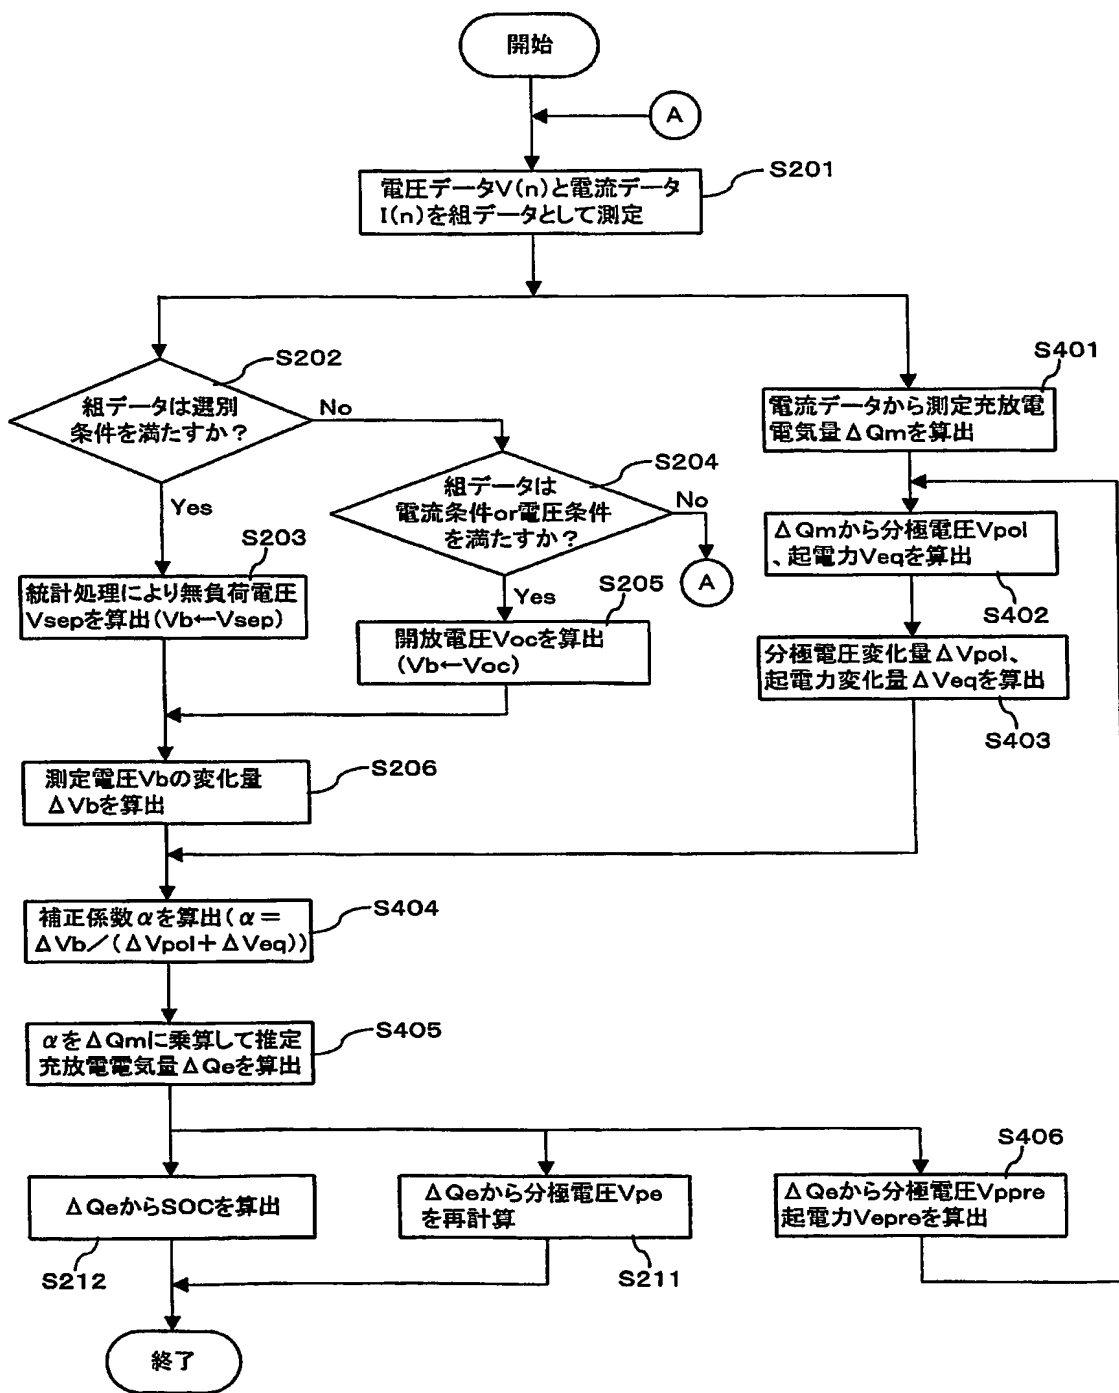 開始
A
S201
電圧データV(n)と電流データ
I(n)を組データとして測定
S202
組データは選別
条件を満たすか？
No
Yes
S401
電流データから測定充放電
電気量ΔQmを算出
S204
組データは
電流条件or電圧条件
を満たすか？
No
A
Yes
S203
統計処理により無負荷電圧
Vsepを算出(Vb←Vsep)
S205
開放電圧Vocを算出
(Vb←Voc)
ΔQmから分極電圧Vpol
、起電力Veqを算出
S402
分極電圧変化量ΔVpol、
起電力変化量ΔVeqを算出
S403
S206
測定電圧Vbの変化量
ΔVbを算出
S404
補正係数αを算出(α＝
ΔVb／(ΔVpol＋ΔVeq))
S405
αをΔQmに乗算して推定
充放電電気量ΔQeを算出
S406
ΔQeからSOCを算出
S212
ΔQeから分極電圧Vpe
を再計算
S211
ΔQeから分極電圧Vppre
起電力Vepreを算出
終了